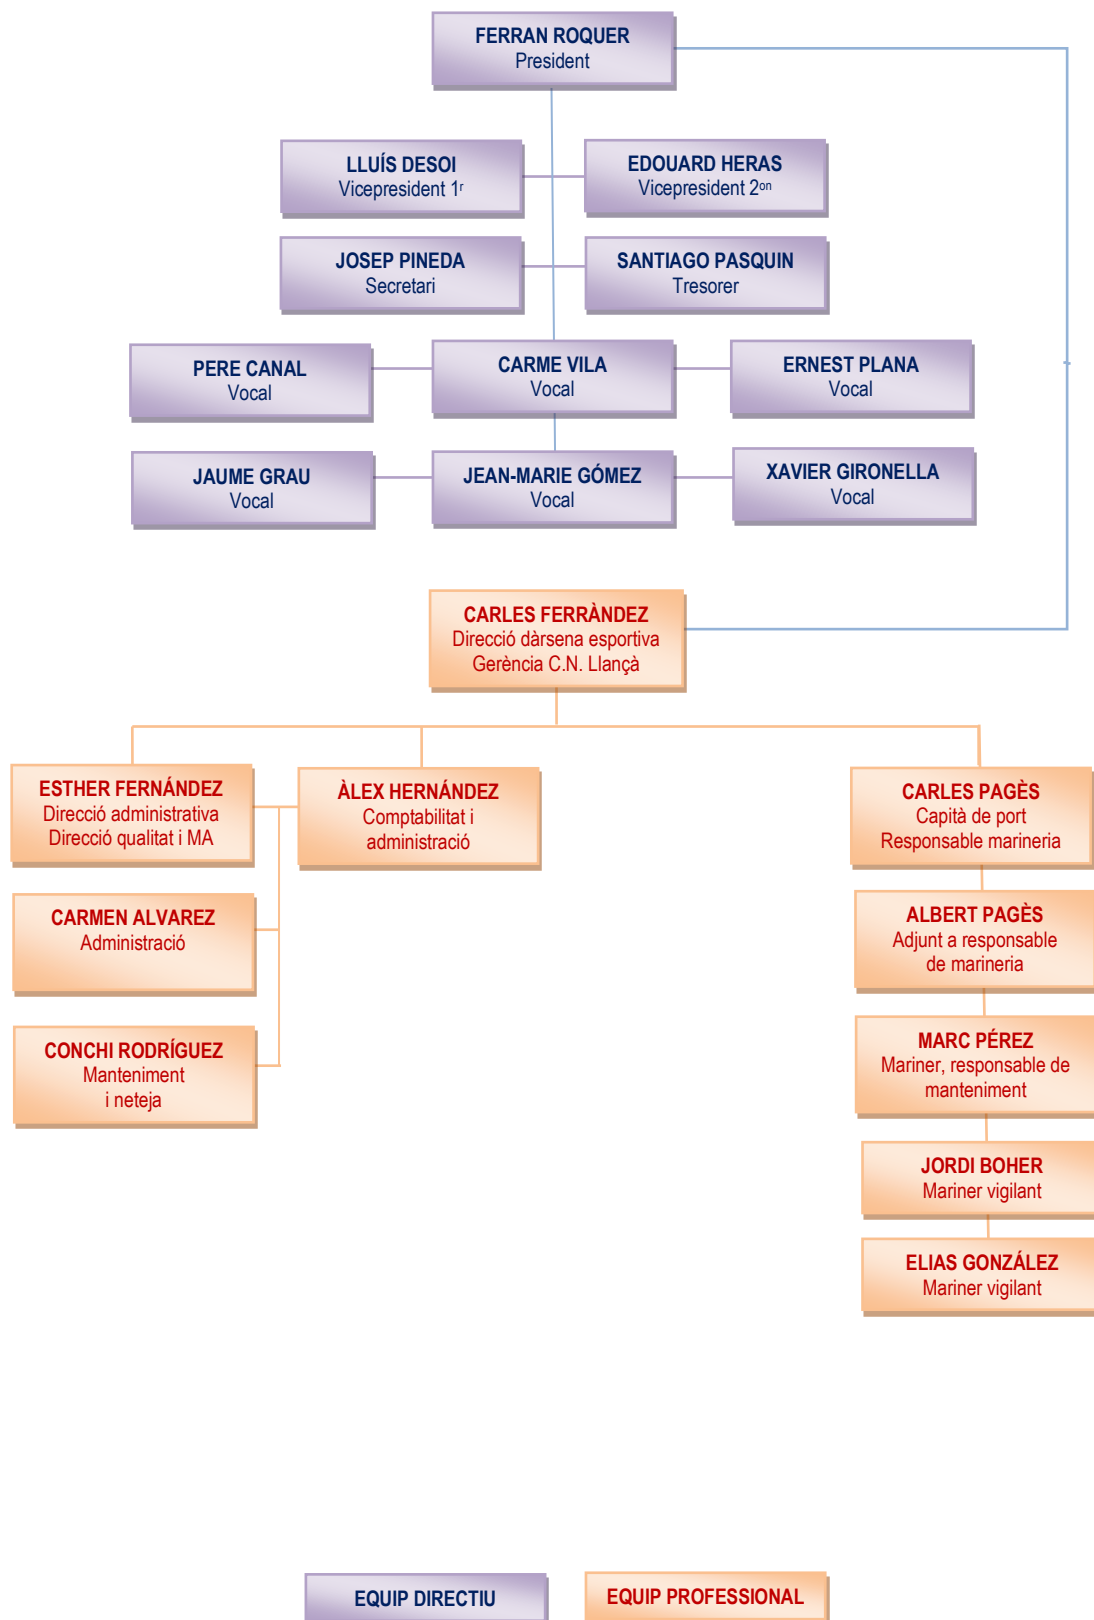 FERRAN ROQUER
President
LLUÍS DESOI
Vicepresident 1r
EDOUARD HERAS
Vicepresident 2on
JOSEP PINEDA
Secretari
SANTIAGO PASQUIN
Tresorer
PERE CANAL
Vocal
CARME VILA
Vocal
ERNEST PLANA
Vocal
JAUME GRAU
Vocal
JEAN-MARIE GÓMEZ
Vocal
XAVIER GIRONELLA
Vocal
CARLES FERRÀNDEZ
Direcció dàrsena esportiva
Gerència C.N. Llançà
ESTHER FERNÁNDEZ
Direcció administrativa
Direcció qualitat i MA
ÀLEX HERNÁNDEZ
Comptabilitat i
administració
CARLES PAGÈS
Capità de port
Responsable marineria
CARMEN ALVAREZ
Administració
ALBERT PAGÈS
Adjunt a responsable
de marineria
CONCHI RODRÍGUEZ
Manteniment
i neteja
MARC PÉREZ
Mariner, responsable de
manteniment
JORDI BOHER
Mariner vigilant
ELIAS GONZÁLEZ
Mariner vigilant
EQUIP DIRECTIU
EQUIP PROFESSIONAL